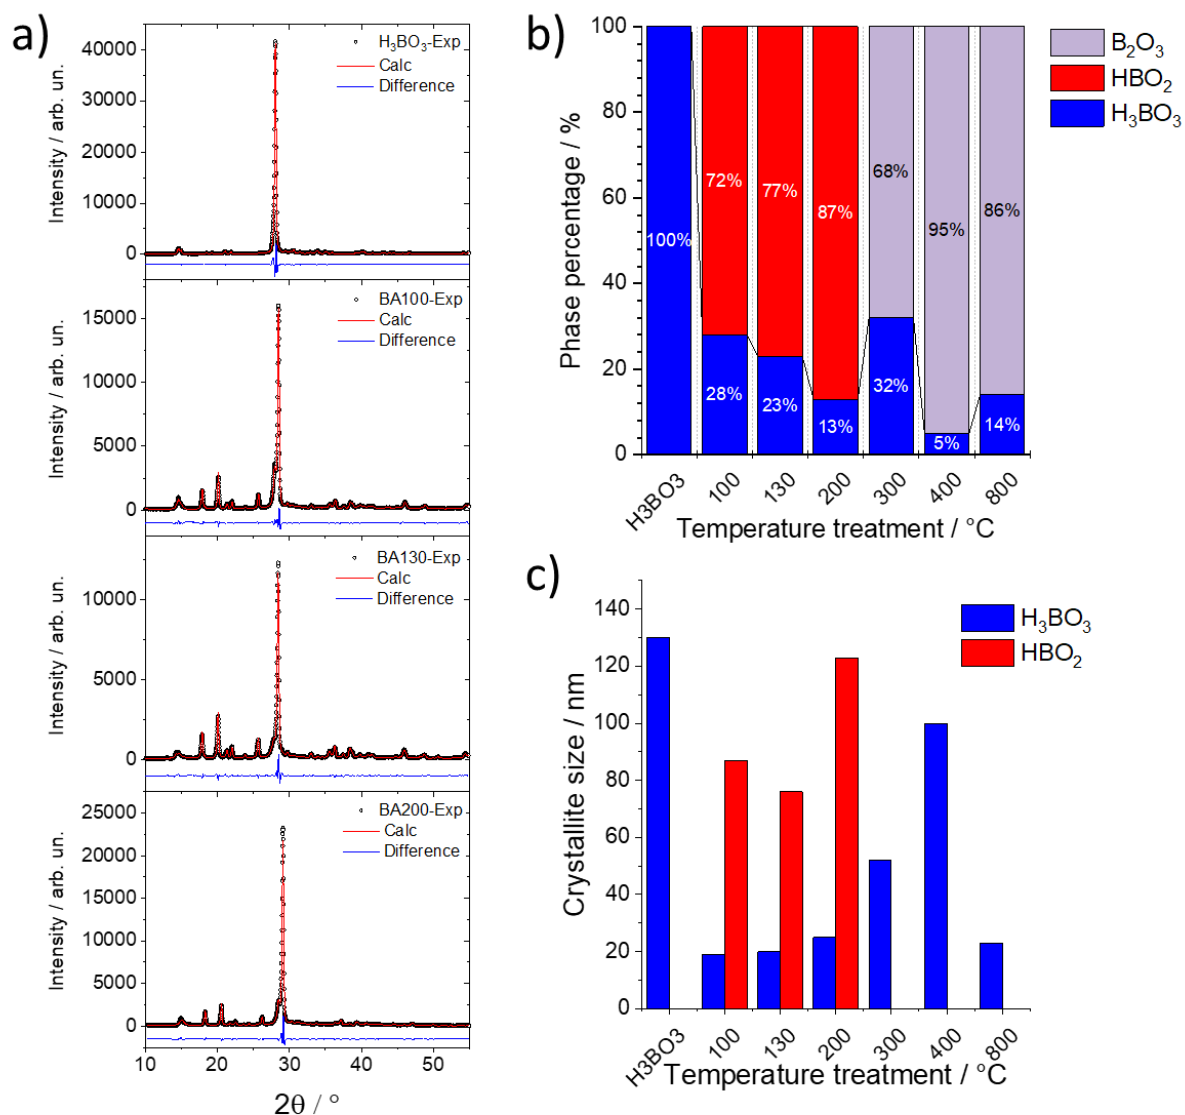 a)
H₃BO₃-Exp
Calc
Difference
40000
30000
20000
10000
0
Intensity / arb. un.
BA100-Exp
Calc
Difference
15000
10000
5000
0
Intensity / arb. un.
BA130-Exp
Calc
Difference
10000
5000
0
Intensity / arb. un.
BA200-Exp
Calc
Difference
25000
20000
15000
10000
5000
0
Intensity / arb. un.
10 20 30 40 50
2θ / °
b)
B₂O₃
HBO₂
H₃BO₃
100
80
60
40
20
0
Phase percentage / %
100%
72%
28%
77%
23%
87%
13%
68%
32%
95%
5%
86%
14%
H3BO3 100 130 200 300 400 800
Temperature treatment / °C
c)
H₃BO₃
HBO₂
140
120
100
80
60
40
20
0
Crystallite size / nm
H3BO3 100 130 200 300 400 800
Temperature treatment / °C